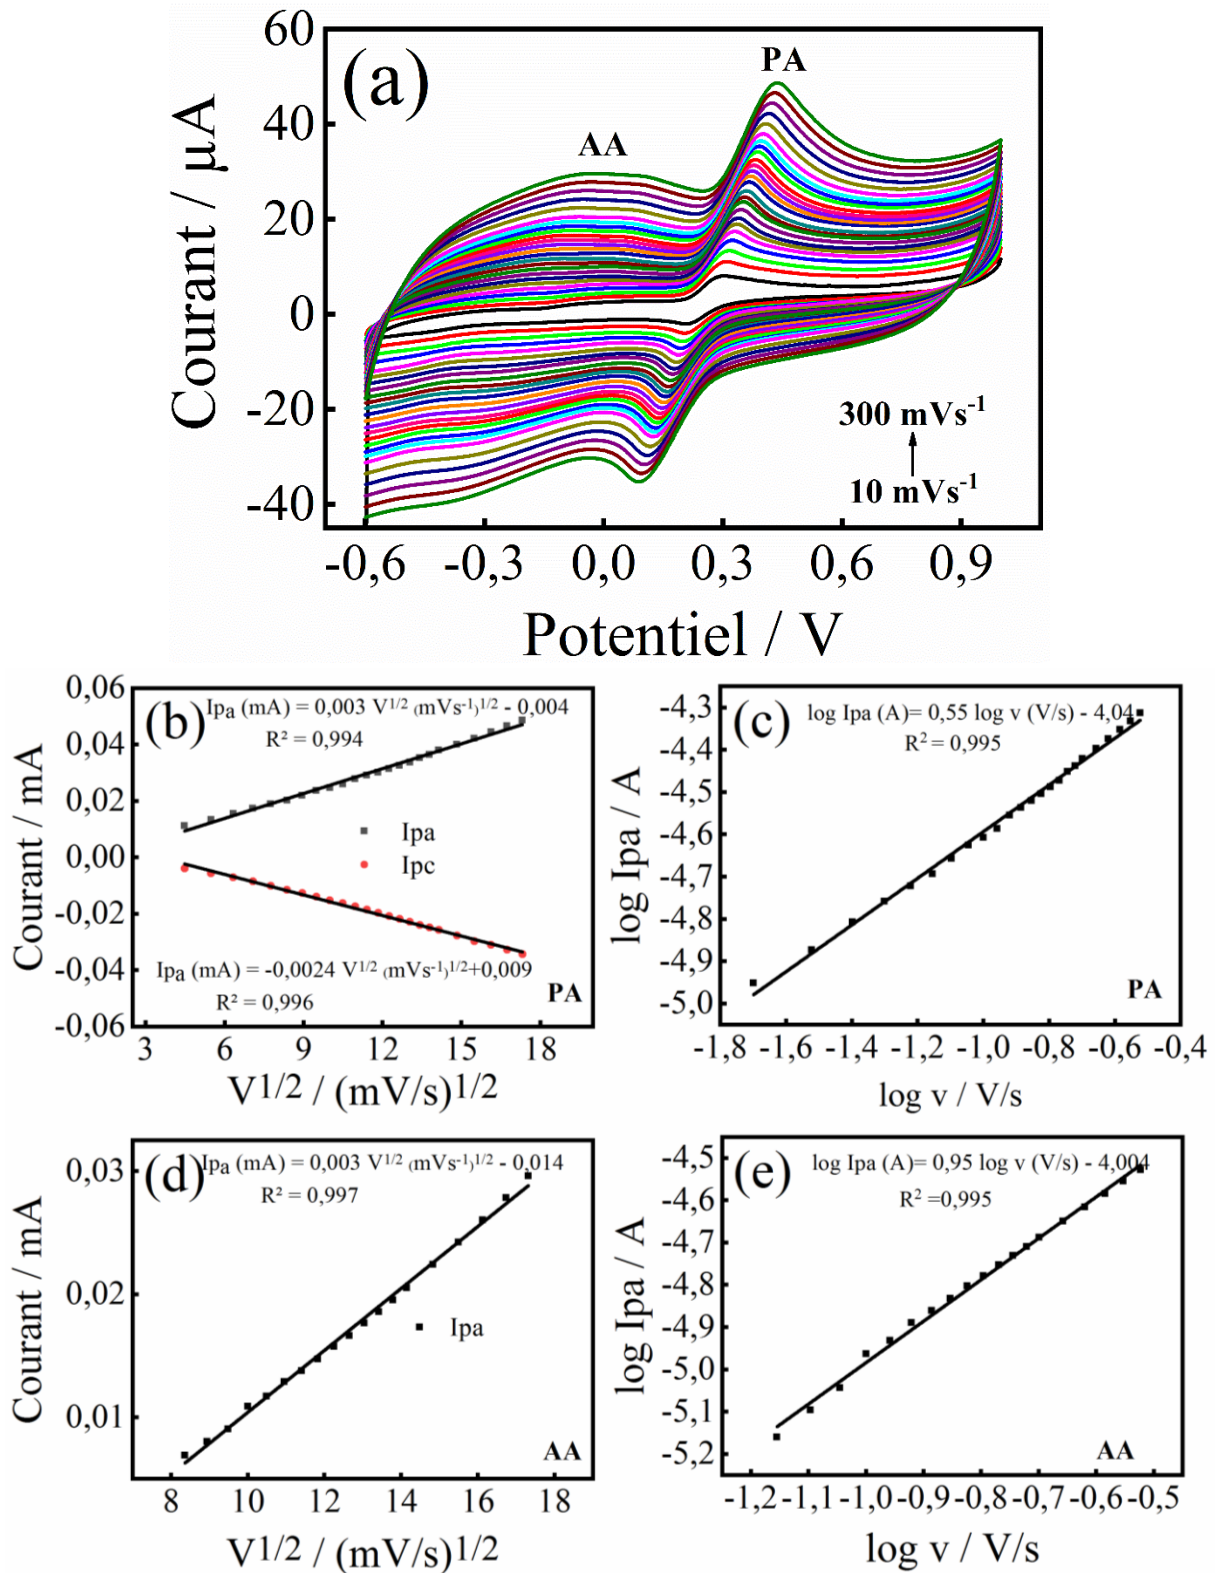 (a)
PA
AA
60
40
20
0
-20
-40
Courant / µA
300 mVs⁻¹
10 mVs⁻¹
-0,6 -0,3 0,0 0,3 0,6 0,9
Potentiel / V
(b)
Ipa (mA) = 0,003 V1/2 (mVs-1)1/2 - 0,004
R² = 0,994
0,06
0,04
0,02
0,00
-0,02
-0,04
-0,06
Courant / mA
Ipa
Ipc
Ipa (mA) = -0,0024 V1/2 (mVs-1)1/2+0,009
R² = 0,996
PA
3 6 9 12 15 18
V1/2 / (mV/s)1/2
(c)
log Ipa (A)= 0,55 log v (V/s) - 4,04
R² = 0,995
-4,3
-4,4
-4,5
-4,6
-4,7
-4,8
-4,9
-5,0
log Ipa / A
PA
-1,8 -1,6 -1,4 -1,2 -1,0 -0,8 -0,6 -0,4
log v / V/s
(d)
Ipa (mA) = 0,003 V1/2 (mVs-1)1/2 - 0,014
R² = 0,997
0,03
0,02
0,01
Courant / mA
Ipa
AA
8 10 12 14 16 18
V1/2 / (mV/s)1/2
(e)
log Ipa (A)= 0,95 log v (V/s) - 4,004
R² =0,995
-4,5
-4,6
-4,7
-4,8
-4,9
-5,0
-5,1
-5,2
log Ipa / A
AA
-1,2 -1,1 -1,0 -0,9 -0,8 -0,7 -0,6 -0,5
log v / V/s